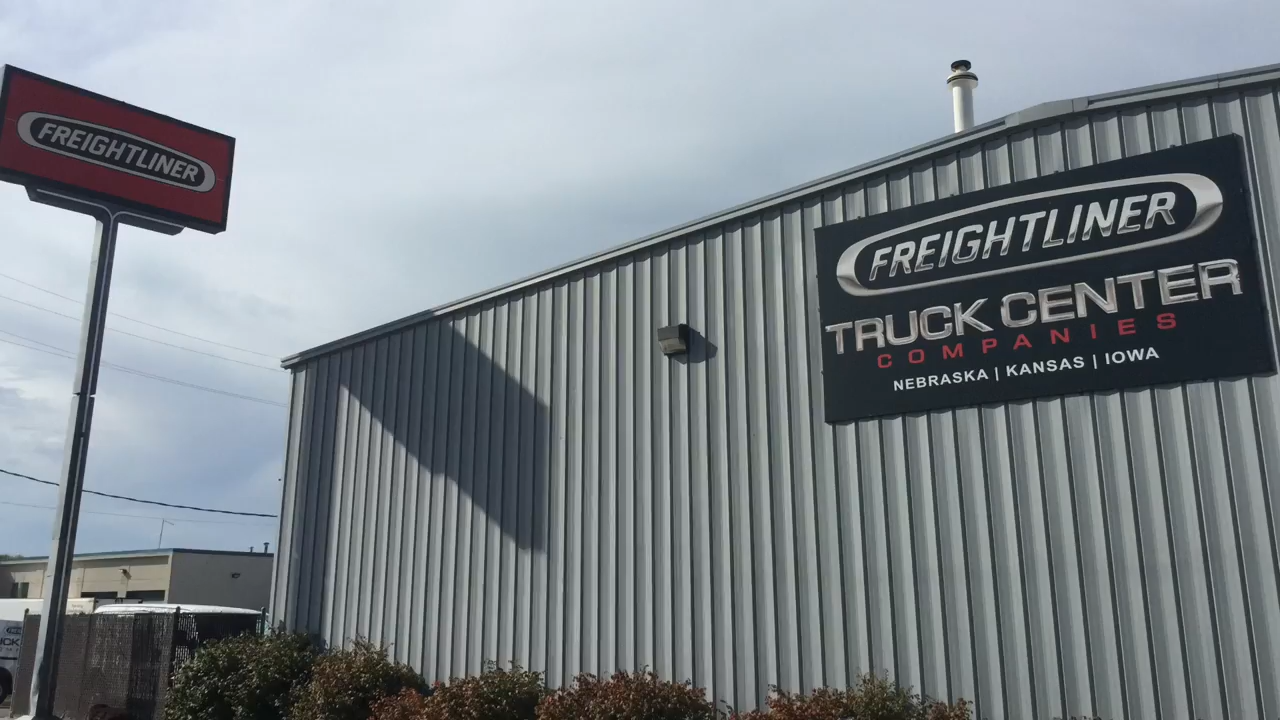 FREIGHTLINER
FREIGHTLINER
TRUCK CENTER
COMPANIES
NEBRASKA | KANSAS | IOWA